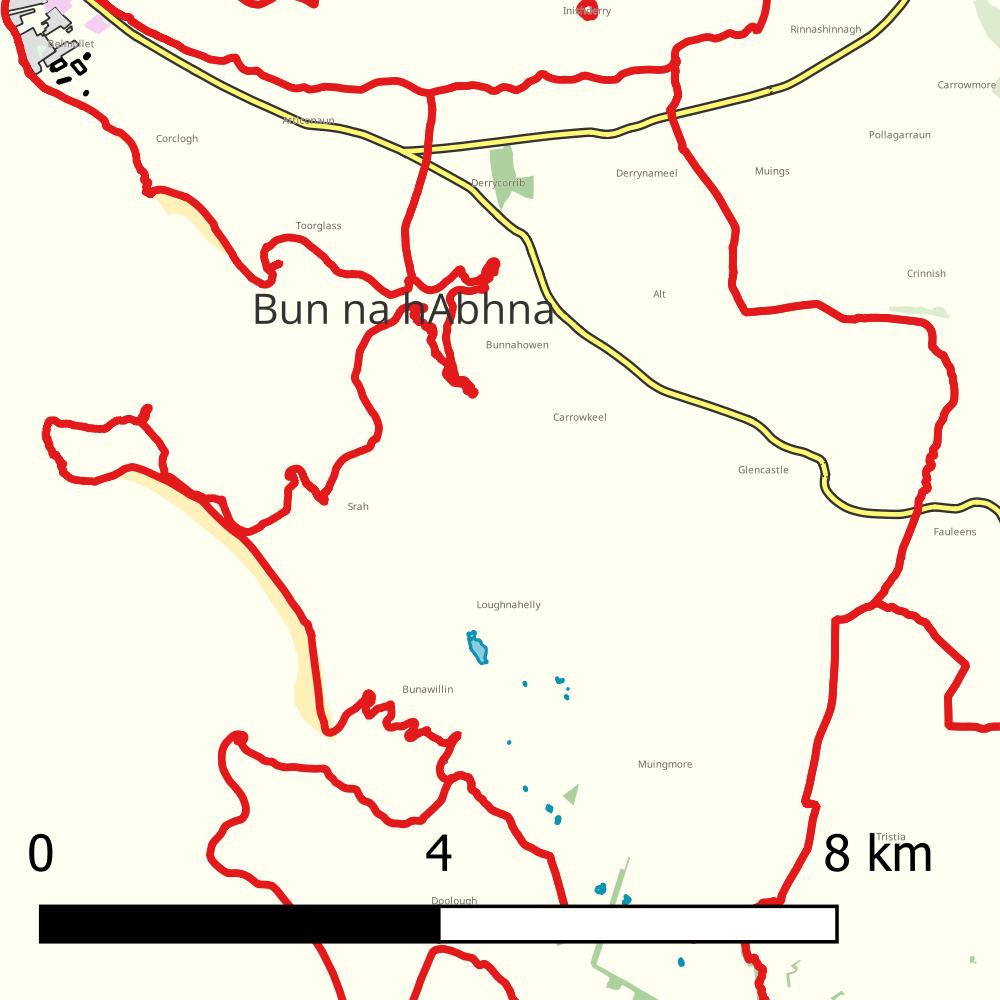 Inishderry
Rinnashinnagh
Belmullet
Carrowmore
Atticonaun
Pollagarraun
Corclogh
Muings
Derrynameel
Derrycorrib
Toorglass
Crinnish
Alt
Bun na hAbhna
Bunnahowen
Carrowkeel
Glencastle
Srah
Fauleens
Loughnahelly
Bunawillin
Muingmore
Tristia
0 4 8 km
Doolough